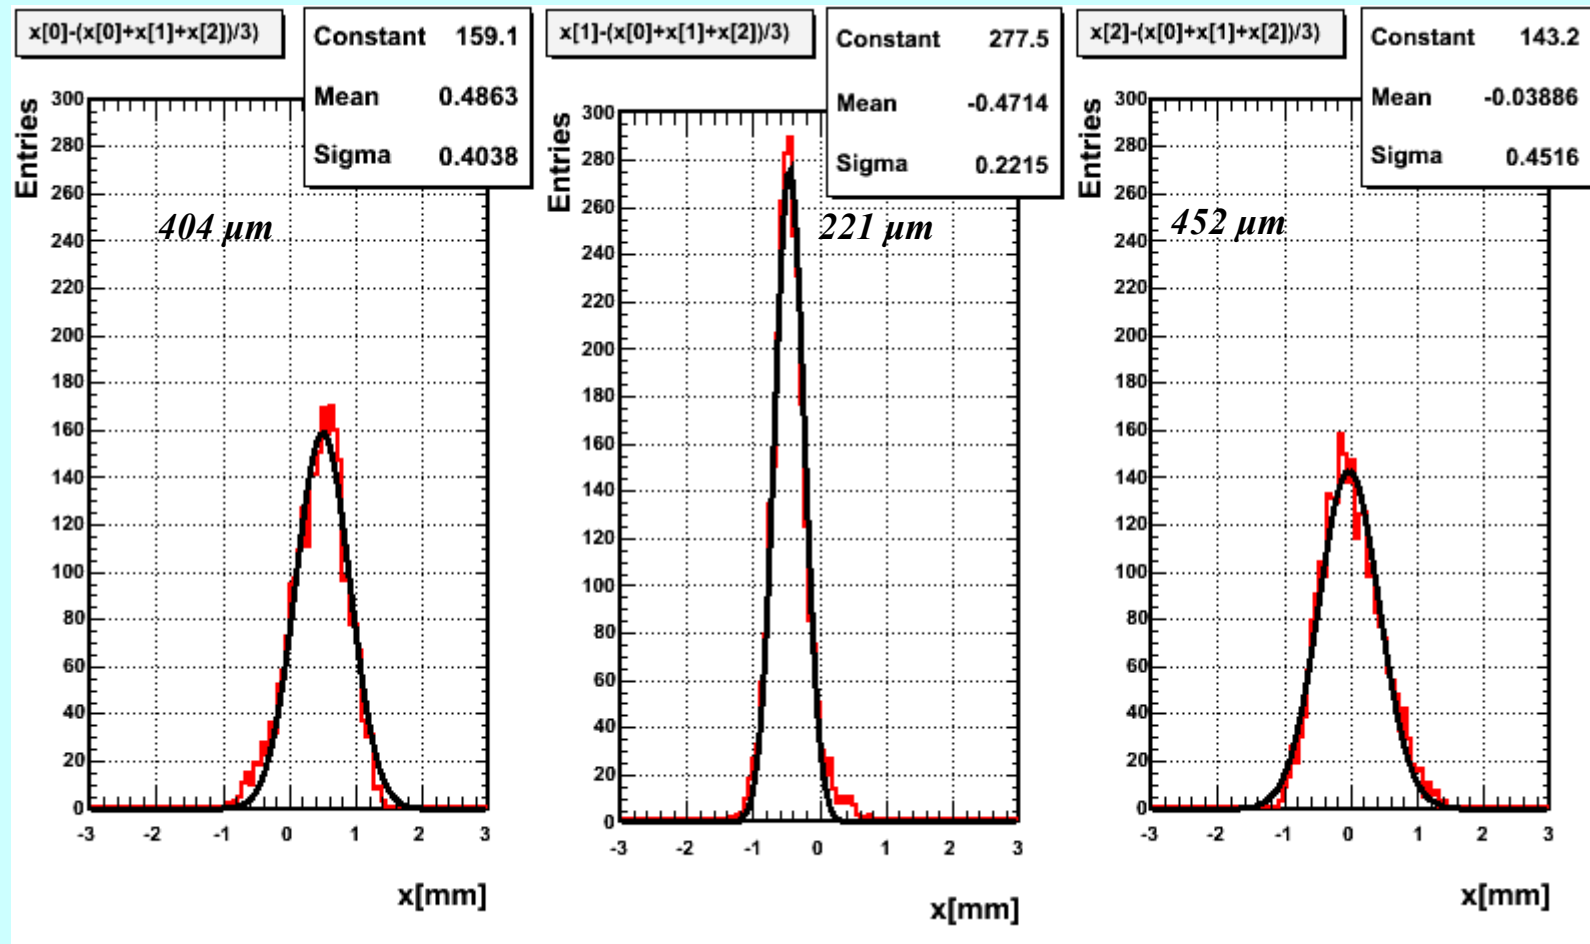 x[0]-(x[0]+x[1]+x[2])/3)
Constant 159.1
Mean 0.4863
Sigma 0.4038
Entries
300
280
260
240
220
200
180
160
140
120
100
80
60
40
20
0
404 µm
-3 -2 -1 0 1 2 3
x[mm]
x[1]-(x[0]+x[1]+x[2])/3)
Constant 277.5
Mean -0.4714
Sigma 0.2215
Entries
300
280
260
240
220
200
180
160
140
120
100
80
60
40
20
0
221 µm
-3 -2 -1 0 1 2 3
x[mm]
x[2]-(x[0]+x[1]+x[2])/3)
Constant 143.2
Mean -0.03886
Sigma 0.4516
Entries
300
280
260
240
220
200
180
160
140
120
100
80
60
40
20
0
452 µm
-3 -2 -1 0 1 2 3
x[mm]